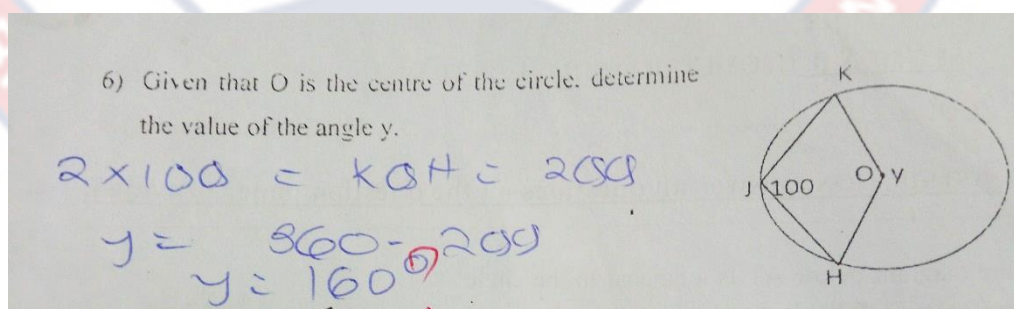 6) Given that O is the centre of the circle. determine
the value of the angle y.
2 × 100 = KOH = 200
y = 360 - 200
y = 160°
K
J 100 O y
H